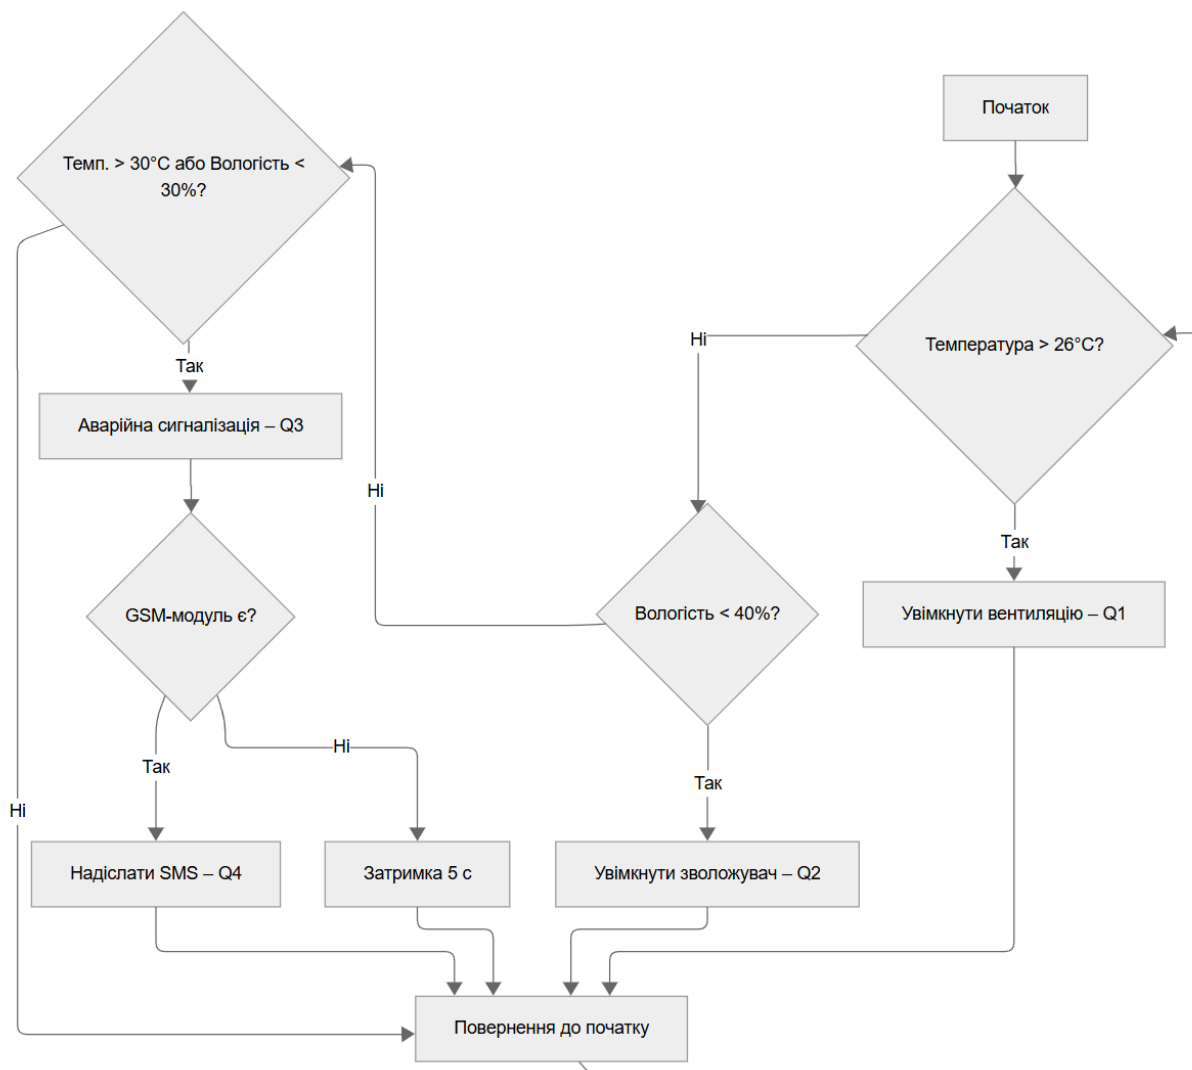 Початок
Температура > 26°C?
Ні
Так
Увімкнути вентиляцію – Q1
Вологість < 40%?
Ні
Так
Увімкнути зволожувач – Q2
Темп. > 30°C або Вологість <
30%?
Ні
Так
Аварійна сигналізація – Q3
GSM-модуль є?
Так
Ні
Надіслати SMS – Q4
Затримка 5 с
Повернення до початку